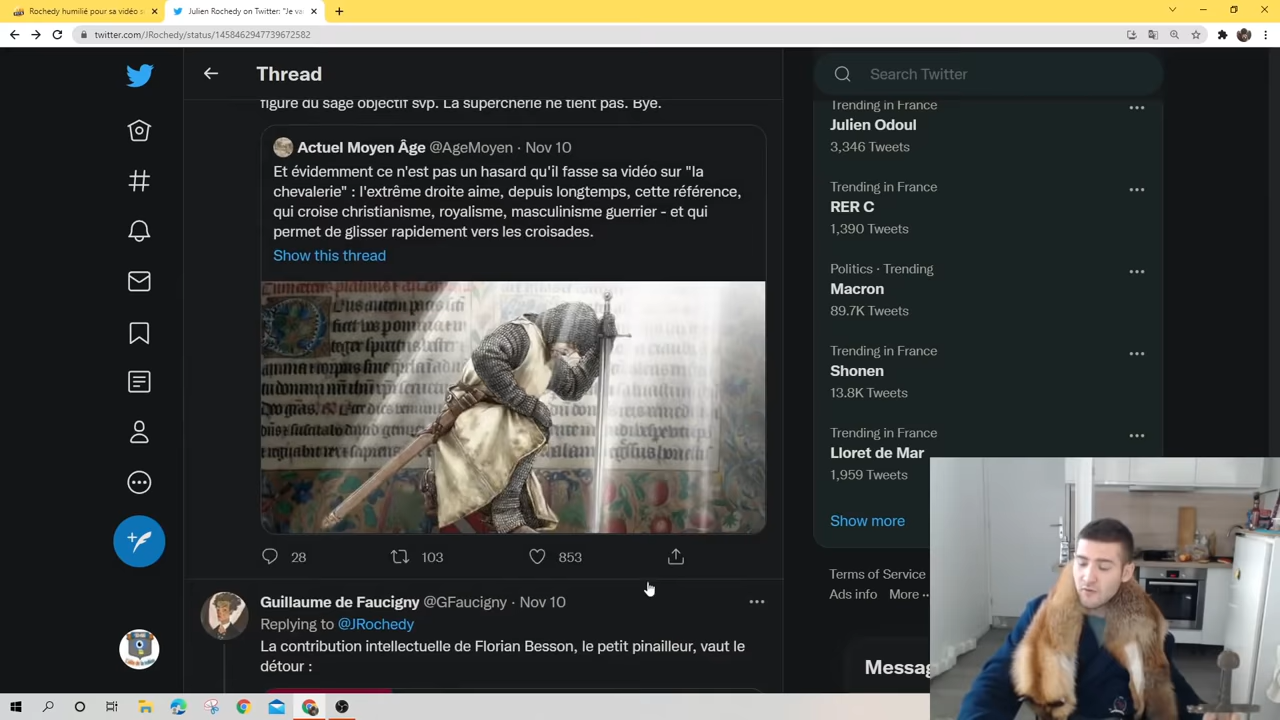 Rochedy humilié pour sa vidéo s
Julien Rochedy on Twitter: "Je va
twitter.com/JRochedy/status/1458462947739672582
Thread
Search Twitter
figure du sage objectif svp. La supercherie ne tient pas. Bye.
Actuel Moyen Âge @AgeMoyen · Nov 10
Et évidemment ce n'est pas un hasard qu'il fasse sa vidéo sur "la
chevalerie" : l'extrême droite aime, depuis longtemps, cette référence,
qui croise christianisme, royalisme, masculinisme guerrier - et qui
permet de glisser rapidement vers les croisades.
Show this thread
28
103
853
Guillaume de Faucigny @GFaucigny · Nov 10
Replying to @JRochedy
La contribution intellectuelle de Florian Besson, le petit pinailleur, vaut le
détour :
Trending in France
Julien Odoul
3,346 Tweets
Trending in France
RER C
1,390 Tweets
Politics · Trending
Macron
89.7K Tweets
Trending in France
Shonen
13.8K Tweets
Trending in France
Lloret de Mar
1,959 Tweets
Show more
Terms of Service
Ads info
More ··
Messag